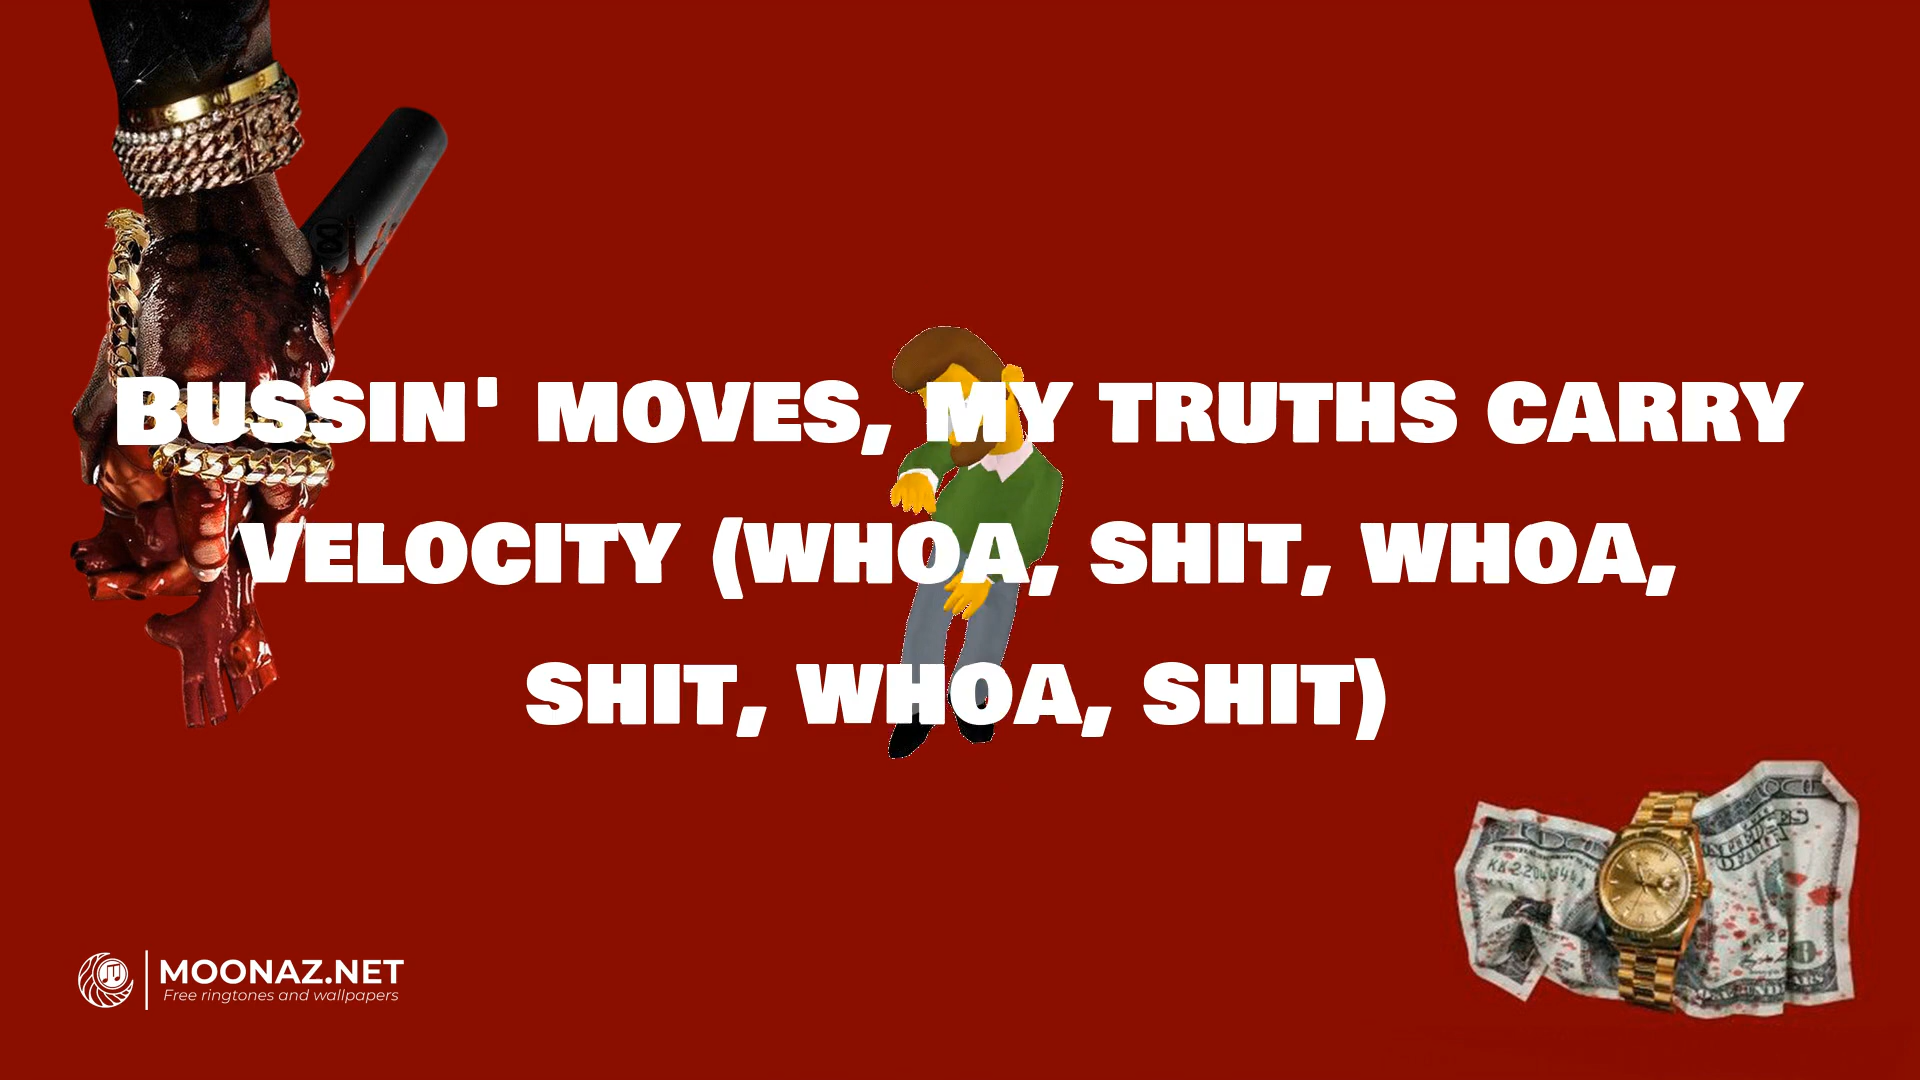 Bussin' moves, my truths carry
velocity (whoa, shit, whoa,
shit, whoa, shit)
MOONAZ.NET
Free ringtones and wallpapers